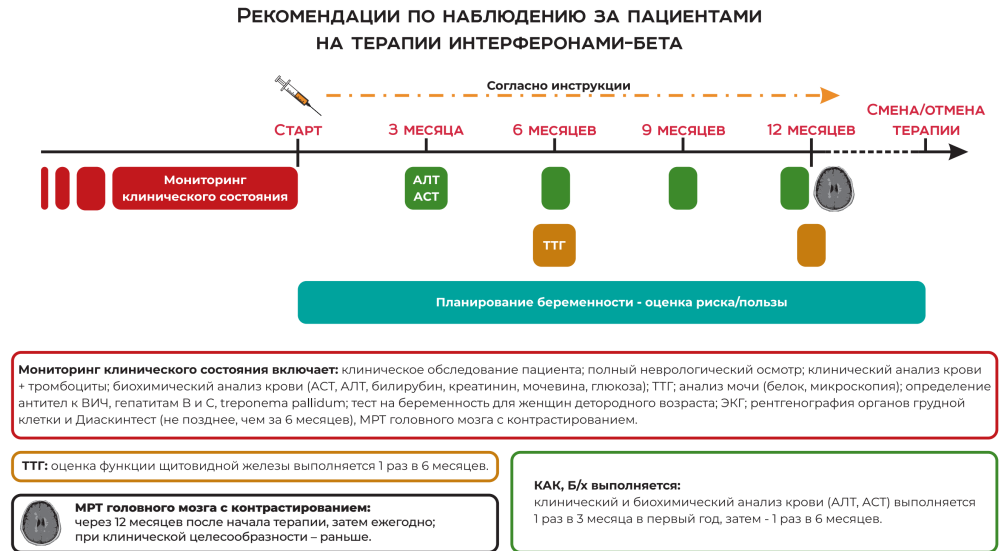 Рекомендации по наблюдению за пациентами
на терапии интерферонами-бета
Согласно инструкции
Смена/отмена
терапии
Старт
3 месяца
6 месяцев
9 месяцев
12 месяцев
Мониторинг
клинического состояния
АЛТ
АСТ
ТТГ
Планирование беременности - оценка риска/пользы
Мониторинг клинического состояния включает: клиническое обследование пациента; полный неврологический осмотр; клинический анализ крови
+ тромбоциты; биохимический анализ крови (АСТ, АЛТ, билирубин, креатинин, мочевина, глюкоза); ТТГ; анализ мочи (белок, микроскопия); определение
антител к ВИЧ, гепатитам В и С, treponema pallidum; тест на беременность для женщин детородного возраста; ЭКГ; рентгенография органов грудной
клетки и Диаскинтест (не позднее, чем за 6 месяцев), МРТ головного мозга с контрастированием.
ТТГ: оценка функции щитовидной железы выполняется 1 раз в 6 месяцев.
МРТ головного мозга с контрастированием:
через 12 месяцев после начала терапии, затем ежегодно;
при клинической целесообразности – раньше.
КАК, Б/х выполняется:
клинический и биохимический анализ крови (АЛТ, АСТ) выполняется
1 раз в 3 месяца в первый год, затем - 1 раз в 6 месяцев.